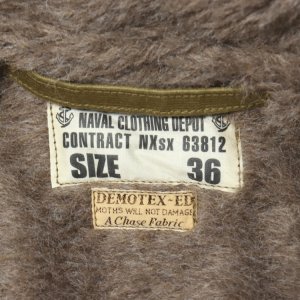 NAVAL CLOTHING DEPOT
CONTRACT NXsx 63812
SIZE 36
DEMOTEX-ED
MOTHS WILL NOT DAMAGE
A Chase Fabric